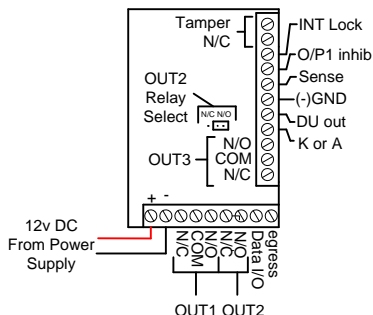 Tamper
N/C
INT Lock
O/P1 inhib
Sense
(-)GND
DU out
K or A
OUT2
Relay
Select
N/C N/O
OUT3
N/O
COM
N/C
+ -
12v DC
From Power
Supply
N/C
COM
N/O
N/C
N/O
Data I/O
egress
OUT1 OUT2